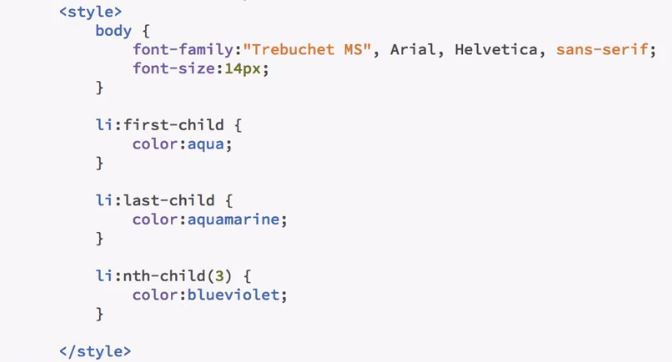 <style>
body {
font-family:"Trebuchet MS", Arial, Helvetica, sans-serif;
font-size:14px;
}
li:first-child {
color:aqua;
}
li:last-child {
color:aquamarine;
}
li:nth-child(3) {
color:blueviolet;
}
</style>